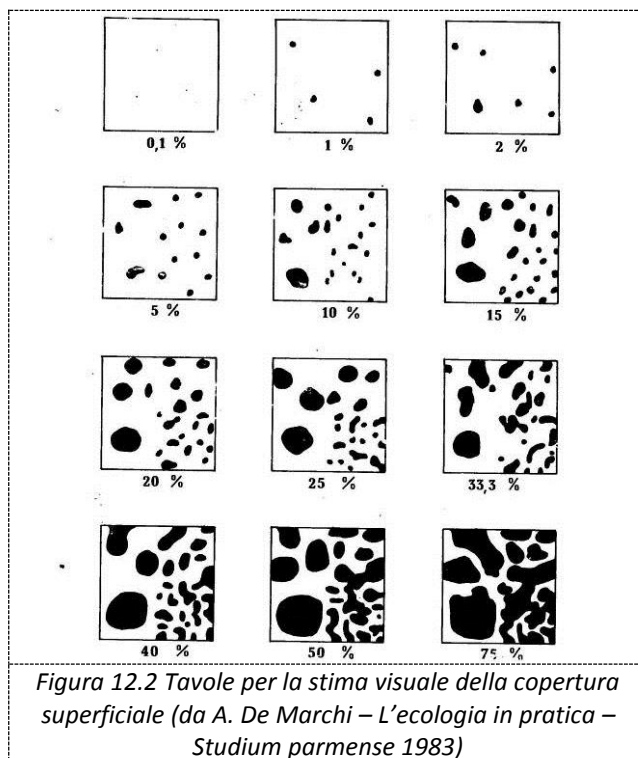 0,1 % 1 % 2 %
5 % 10 % 15 %
20 % 25 % 33,3 %
40 % 50 % 75 %
Figura 12.2 Tavole per la stima visuale della copertura
superficiale (da A. De Marchi – L'ecologia in pratica –
Studium parmense 1983)